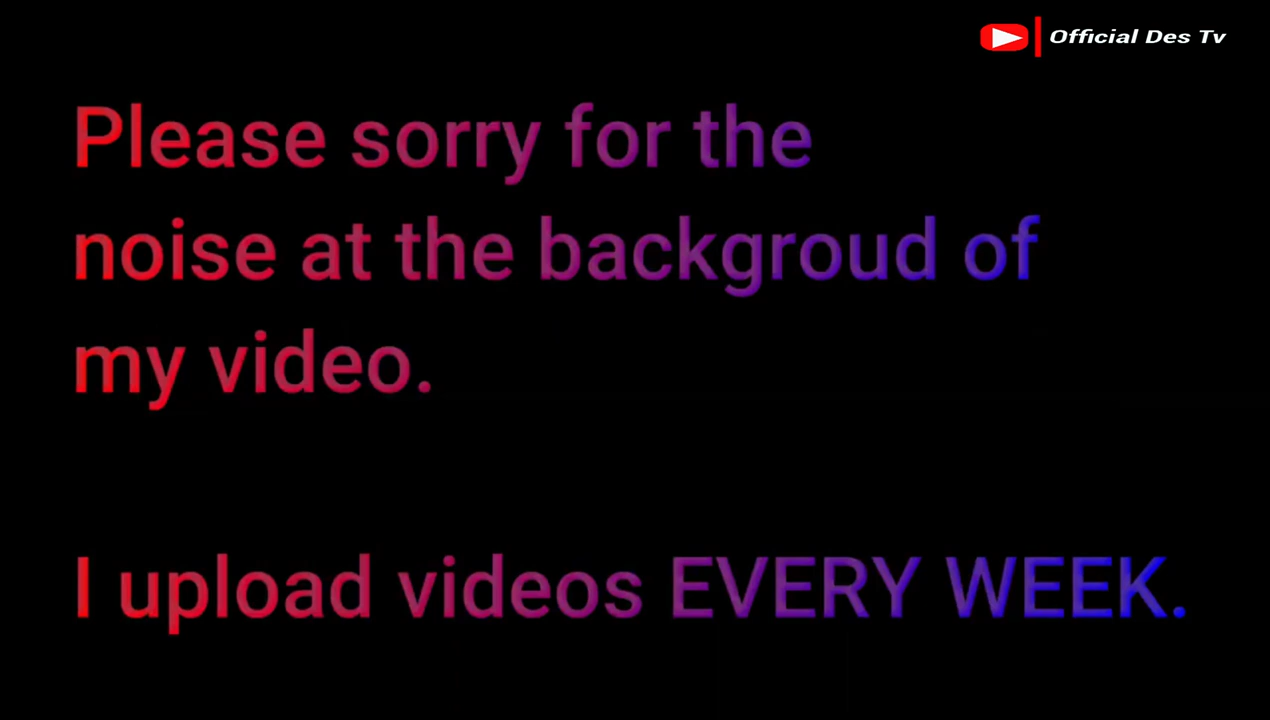 Official Des Tv
Please sorry for the
noise at the backgroud of
my video.
I upload videos EVERY WEEK.